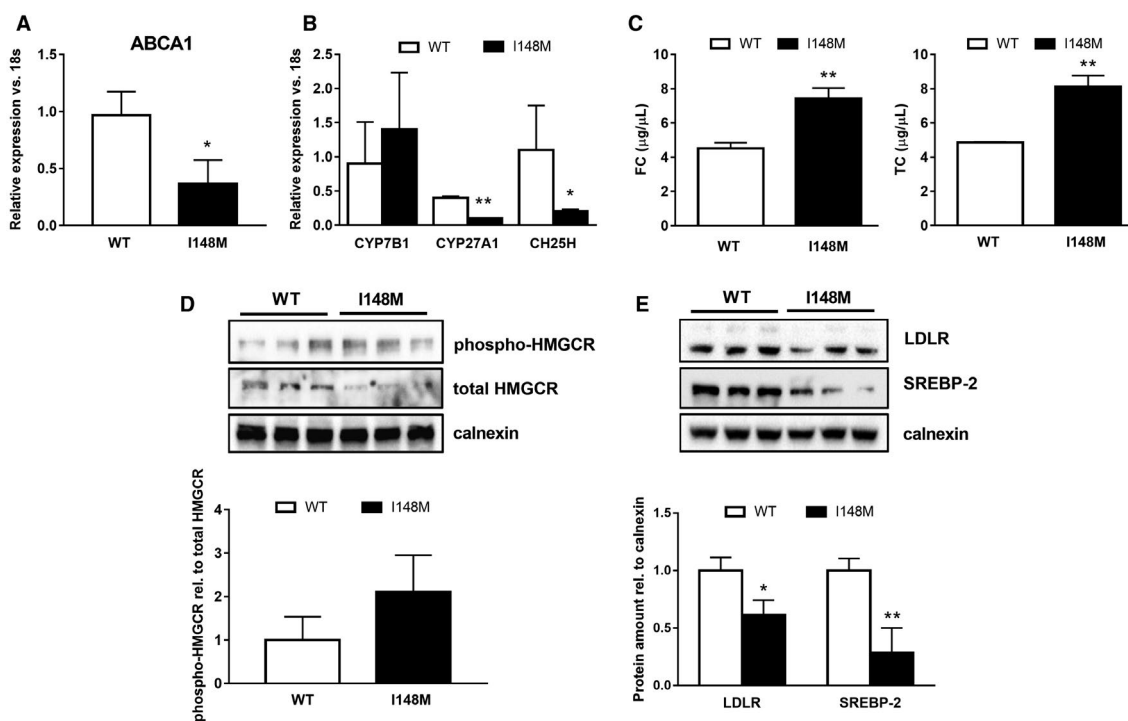 A
ABCA1
Relative expression vs. 18s
1.5
1.0
0.5
0.0
*
WT
I148M
B
WT
I148M
Relative expression vs. 18s
2.5
2.0
1.5
1.0
0.5
0.0
**
*
CYP7B1
CYP27A1
CH25H
C
FC (µg/µL)
10
8
6
4
2
0
**
WT
I148M
TC (µg/µL)
10
8
6
4
2
0
**
WT
I148M
D
WT
I148M
phospho-HMGCR
total HMGCR
calnexin
WT
I148M
phospho-HMGCR rel. to total HMGCR
4
3
2
1
0
WT
I148M
E
WT
I148M
LDLR
SREBP-2
calnexin
WT
I148M
Protein amount rel. to calnexin
1.5
1.0
0.5
0.0
*
**
LDLR
SREBP-2